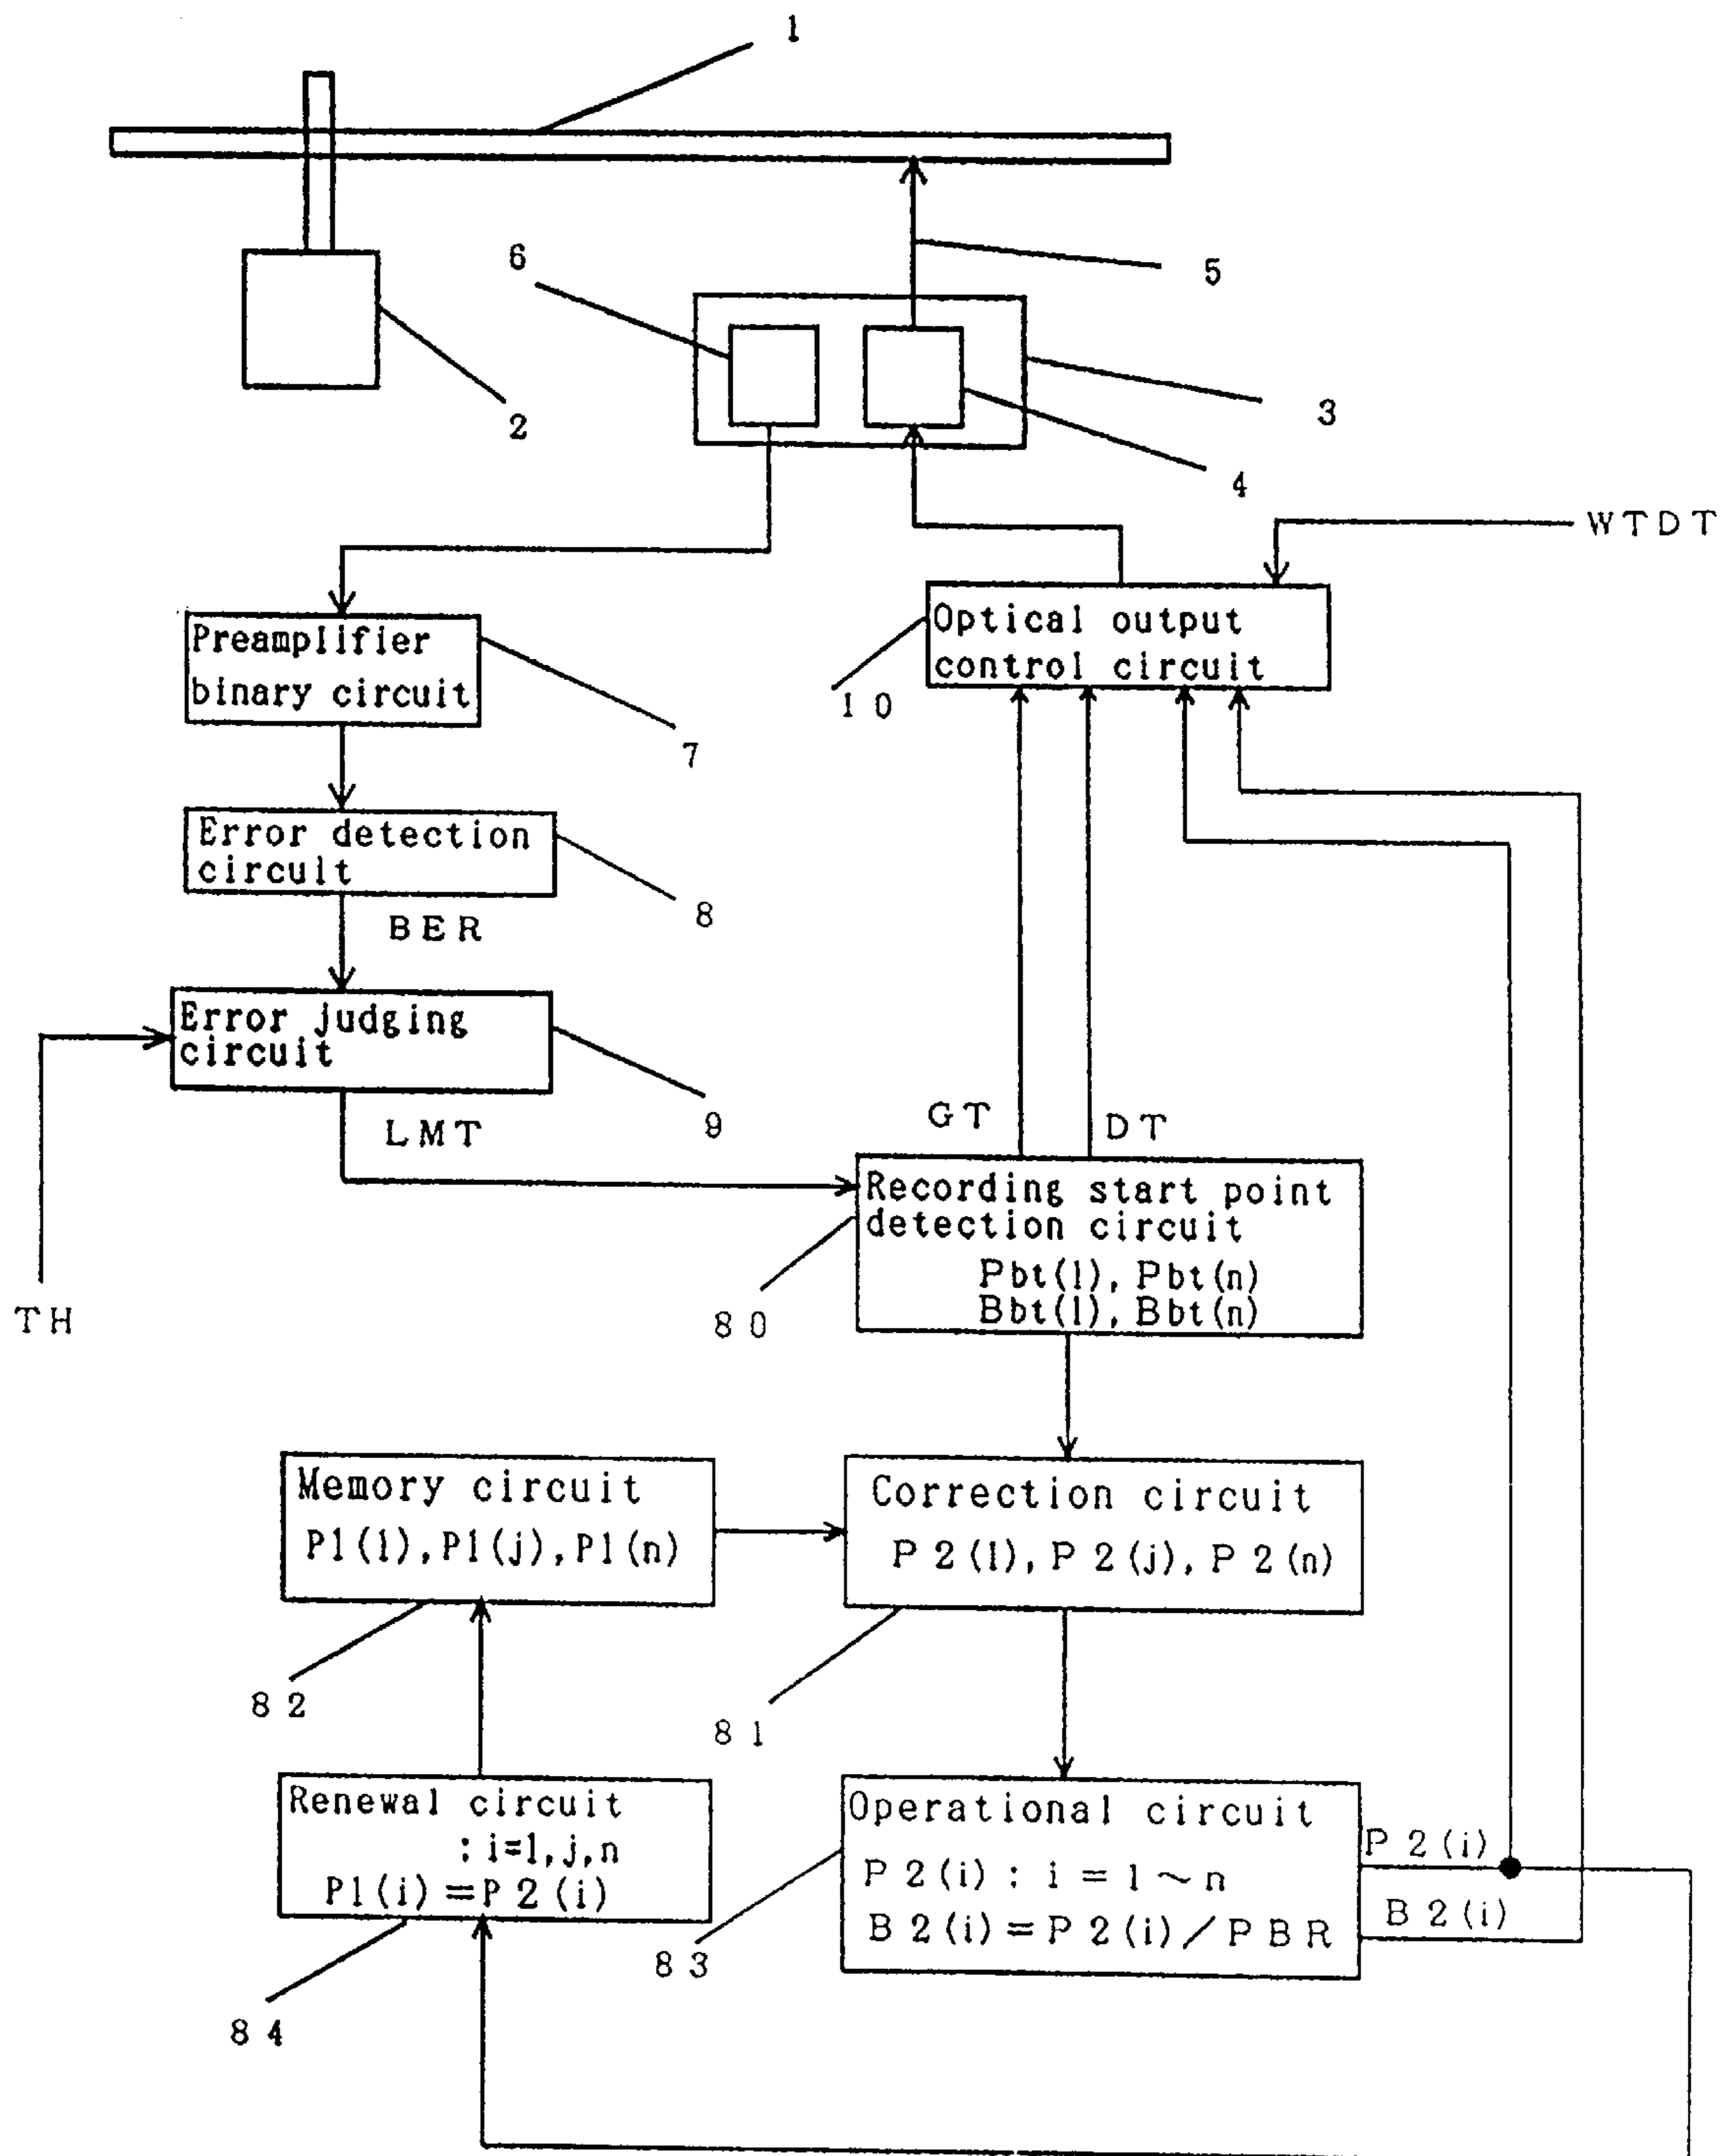 1
6
5
2
3
4
WTDT
Preamplifier
binary circuit
Optical output
control circuit
10
7
Error detection
circuit
8
BER
Error judging
circuit
9
LMT
GT
DT
Recording start point
detection circuit
Pbt(1), Pbt(n)
Bbt(1), Bbt(n)
TH
80
Memory circuit
P1(1), P1(j), P1(n)
Correction circuit
P2(1), P2(j), P2(n)
82
81
Renewal circuit
: i=1, j, n
P1(i)=P2(i)
Operational circuit
P2(i) : i = 1 ~ n
B2(i)=P2(i)/PBR
P2(i)
B2(i)
83
84